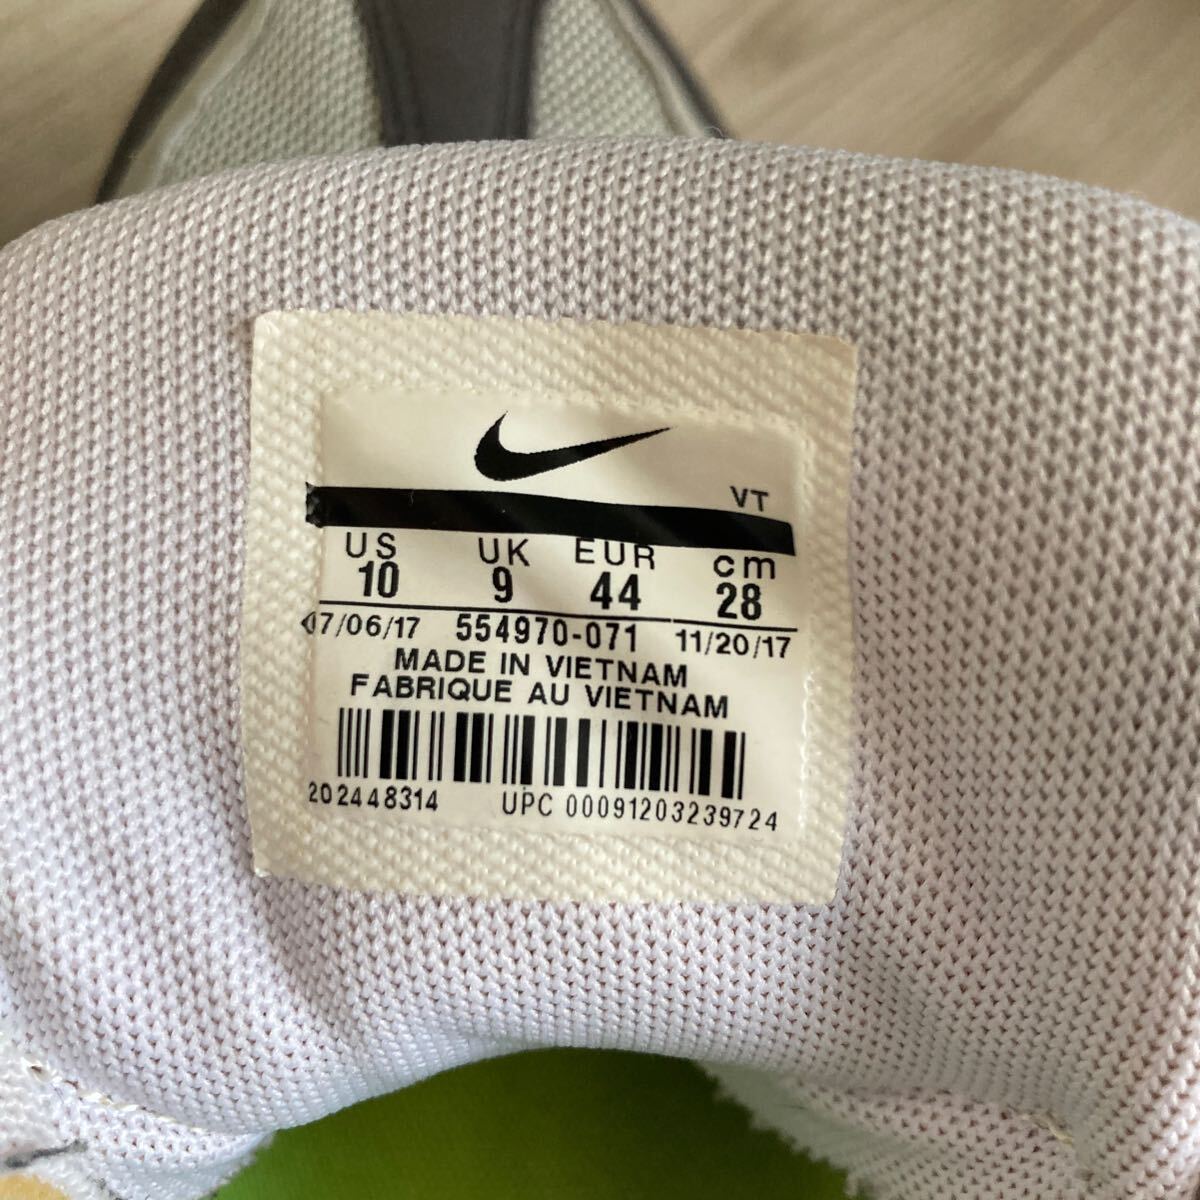 VT
US UK EUR cm
10 9 44 28
07/06/17 554970-071 11/20/17
MADE IN VIETNAM
FABRIQUE AU VIETNAM
202448314 UPC 00091203239724